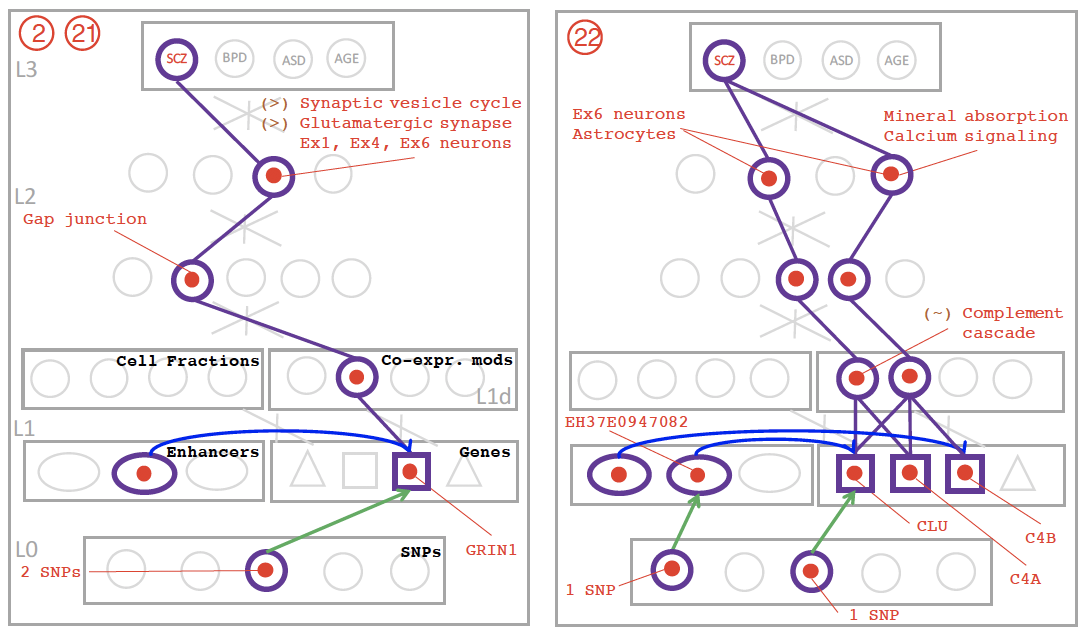 2 21
L3
SCZ BPD ASD AGE
(>) Synaptic vesicle cycle
(>) Glutamatergic synapse
Ex1, Ex4, Ex6 neurons
L2
Gap junction
Cell Fractions
Co-expr. mods
L1d
L1
Enhancers
Genes
GRIN1
L0
SNPs
2 SNPs
22
SCZ BPD ASD AGE
Ex6 neurons
Astrocytes
Mineral absorption
Calcium signaling
(~) Complement
cascade
EH37E0947082
CLU
C4B
C4A
1 SNP
1 SNP